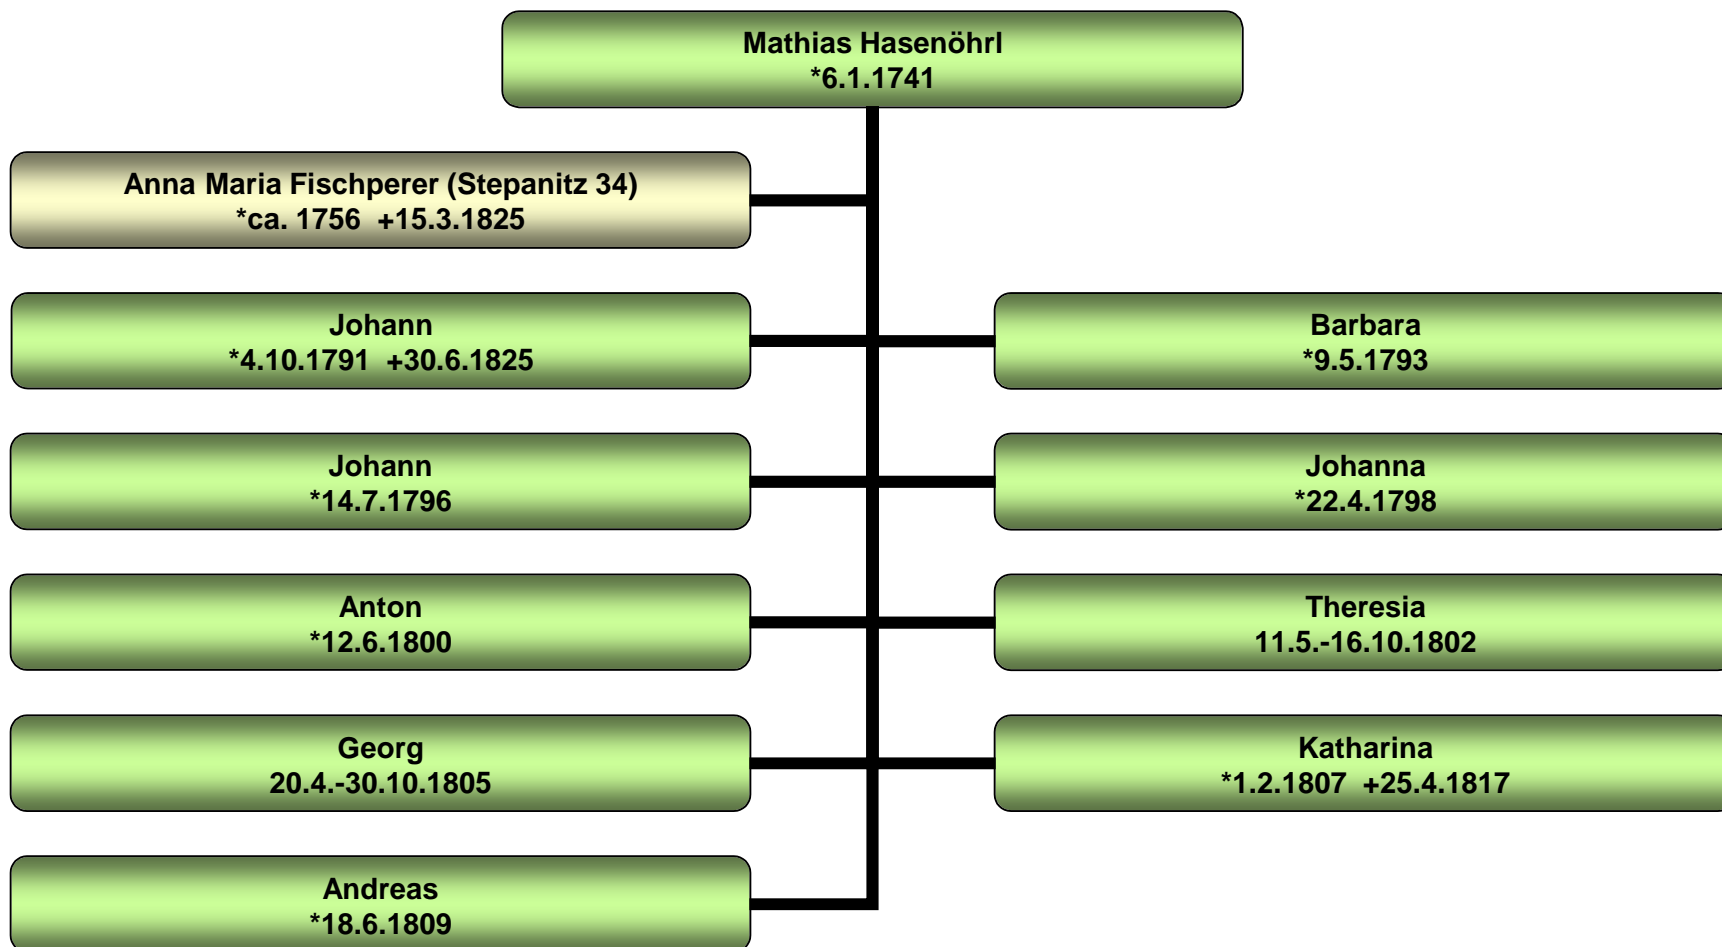 Mathias Hasenöhrl
*6.1.1741
Anna Maria Fischperer (Stepanitz 34)
*ca. 1756  +15.3.1825
Johann
*4.10.1791  +30.6.1825
Barbara
*9.5.1793
Johann
*14.7.1796
Johanna
*22.4.1798
Anton
*12.6.1800
Theresia
11.5.-16.10.1802
Georg
20.4.-30.10.1805
Katharina
*1.2.1807  +25.4.1817
Andreas
*18.6.1809